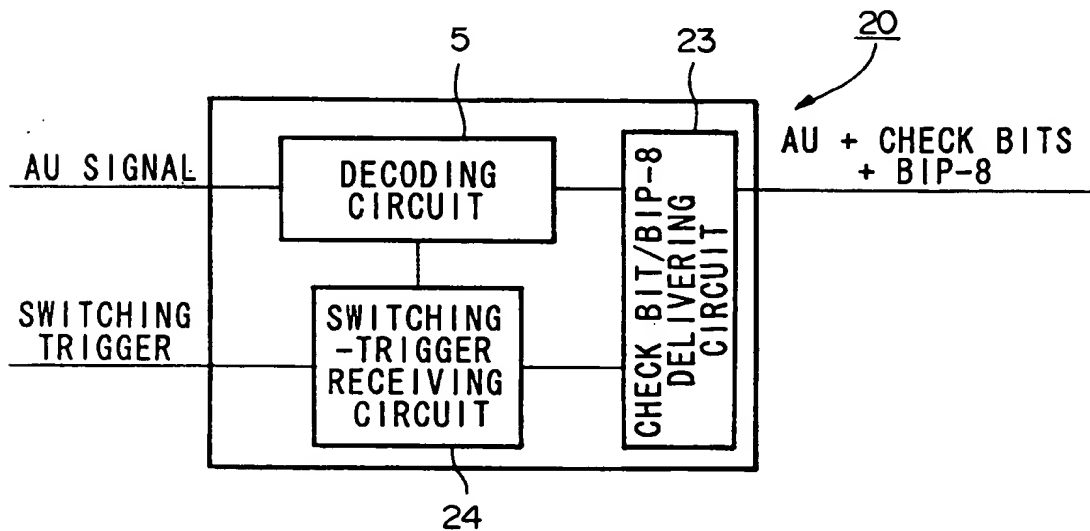 5
23
20
AU SIGNAL
DECODING
CIRCUIT
CHECK BIT/BIP-8
DELIVERING
CIRCUIT
AU + CHECK BITS
+ BIP-8
SWITCHING
TRIGGER
SWITCHING
-TRIGGER
RECEIVING
CIRCUIT
24